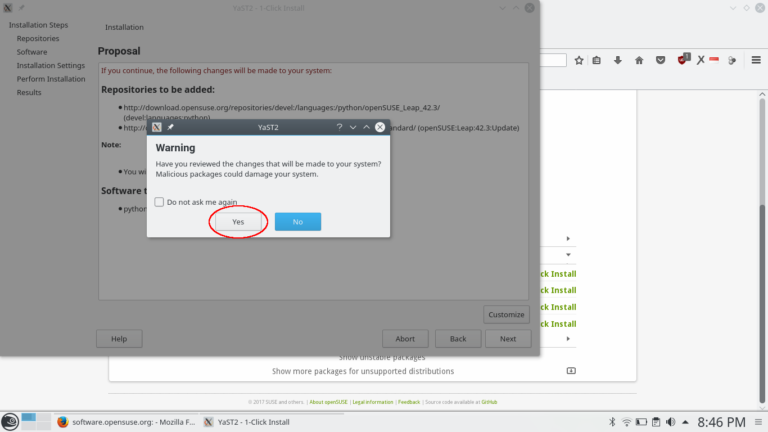 YaST2 - 1-Click Install
Installation Steps
Repositories
Software
Installation Settings
Perform Installation
Results
Installation
Proposal
If you continue, the following changes will be made to your system:
Repositories to be added:
http://download.opensuse.org/repositories/devel:/languages:/python/openSUSE_Leap_42.3/
(devel:languages:python)
http:/
andard/ (openSUSE:Leap:42.3:Update)
Note:
You wi
Software t
python
YaST2
Warning
Have you reviewed the changes that will be made to your system?
Malicious packages could damage your system.
Do not ask me again
Yes
No
Customize
Help
Abort
Back
Next
1
ck Install
ck Install
ck Install
ck Install
Show unstable packages
Show more packages for unsupported distributions
© 2017 SUSE and others. | About openSUSE | Legal information | Feedback | Source code available at GitHub
software.opensuse.org: - Mozilla F...
YaST2 - 1-Click Install
8:46 PM